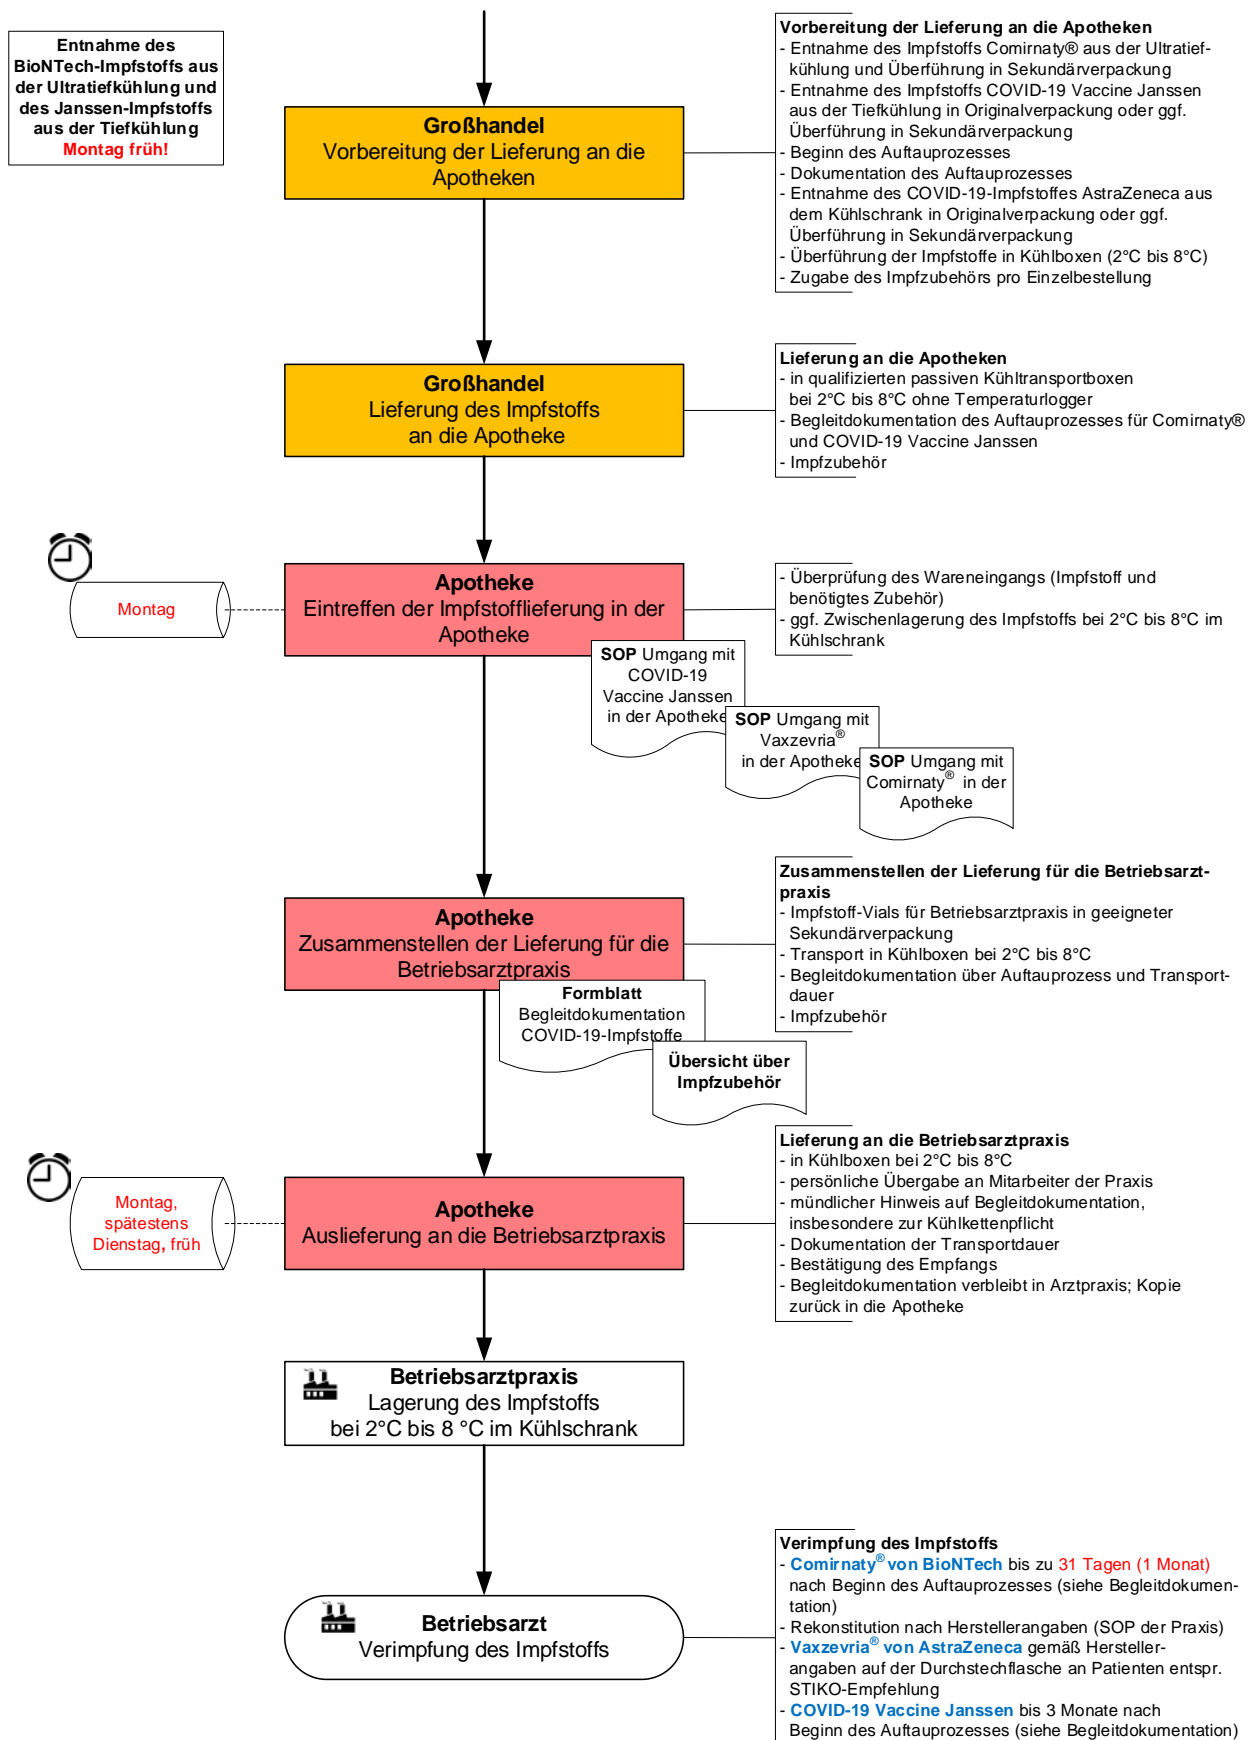 Entnahme des
BioNTech-Impfstoffs aus
der Ultratiefkühlung und
des Janssen-Impfstoffs
aus der Tiefkühlung
Montag früh!
Großhandel
Vorbereitung der Lieferung an die
Apotheken
Vorbereitung der Lieferung an die Apotheken
- Entnahme des Impfstoffs Comirnaty® aus der Ultratief-
kühlung und Überführung in Sekundärverpackung
- Entnahme des Impfstoffs COVID-19 Vaccine Janssen
aus der Tiefkühlung in Originalverpackung oder ggf.
Überführung in Sekundärverpackung
- Beginn des Auftauprozesses
- Dokumentation des Auftauprozesses
- Entnahme des COVID-19-Impfstoffes AstraZeneca aus
dem Kühlschrank in Originalverpackung oder ggf.
Überführung in Sekundärverpackung
- Überführung der Impfstoffe in Kühlboxen (2°C bis 8°C)
- Zugabe des Impfzubehörs pro Einzelbestellung
Großhandel
Lieferung des Impfstoffs
an die Apotheke
Lieferung an die Apotheken
- in qualifizierten passiven Kühltransportboxen
bei 2°C bis 8°C ohne Temperaturlogger
- Begleitdokumentation des Auftauprozesses für Comirnaty®
und COVID-19 Vaccine Janssen
- Impfzubehör
Montag
Apotheke
Eintreffen der Impfstofflieferung in der
Apotheke
- Überprüfung des Wareneingangs (Impfstoff und
benötigtes Zubehör)
- ggf. Zwischenlagerung des Impfstoffs bei 2°C bis 8°C im
Kühlschrank
SOP Umgang mit
COVID-19
Vaccine Janssen
in der Apotheke
SOP Umgang mit
Vaxzevria®
in der Apotheke
SOP Umgang mit
Comirnaty® in der
Apotheke
Apotheke
Zusammenstellen der Lieferung für die
Betriebsarztpraxis
Zusammenstellen der Lieferung für die Betriebsarzt-
praxis
- Impfstoff-Vials für Betriebsarztpraxis in geeigneter
Sekundärverpackung
- Transport in Kühlboxen bei 2°C bis 8°C
- Begleitdokumentation über Auftauprozess und Transport-
dauer
- Impfzubehör
Formblatt
Begleitdokumentation
COVID-19-Impfstoffe
Übersicht über
Impfzubehör
Montag,
spätestens
Dienstag, früh
Apotheke
Auslieferung an die Betriebsarztpraxis
Lieferung an die Betriebsarztpraxis
- in Kühlboxen bei 2°C bis 8°C
- persönliche Übergabe an Mitarbeiter der Praxis
- mündlicher Hinweis auf Begleitdokumentation,
insbesondere zur Kühlkettenpflicht
- Dokumentation der Transportdauer
- Bestätigung des Empfangs
- Begleitdokumentation verbleibt in Arztpraxis; Kopie
zurück in die Apotheke
Betriebsarztpraxis
Lagerung des Impfstoffs
bei 2°C bis 8 °C im Kühlschrank
Betriebsarzt
Verimpfung des Impfstoffs
Verimpfung des Impfstoffs
- Comirnaty® von BioNTech bis zu 31 Tagen (1 Monat)
nach Beginn des Auftauprozesses (siehe Begleitdokumen-
tation)
- Rekonstitution nach Herstellerangaben (SOP der Praxis)
- Vaxzevria® von AstraZeneca gemäß Hersteller-
angaben auf der Durchstechflasche an Patienten entspr.
STIKO-Empfehlung
- COVID-19 Vaccine Janssen bis 3 Monate nach
Beginn des Auftauprozesses (siehe Begleitdokumentation)